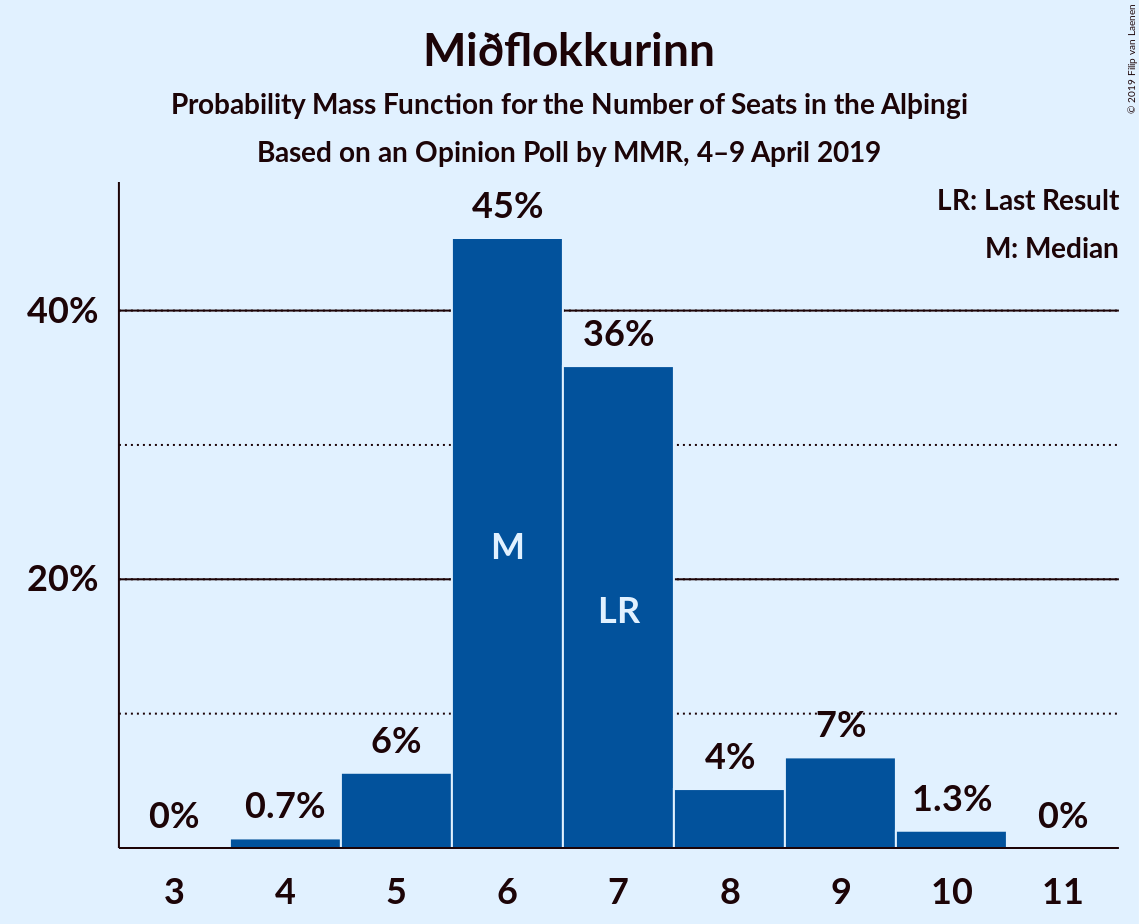 Miðflokkurinn
Probability Mass Function for the Number of Seats in the Alþingi
Based on an Opinion Poll by MMR, 4–9 April 2019
© 2019 Filip van Laenen
LR: Last Result
M: Median
45%
40%
36%
M
20%
LR
7%
6%
4%
1.3%
0.7%
0%
0%
3 4 5 6 7 8 9 10 11